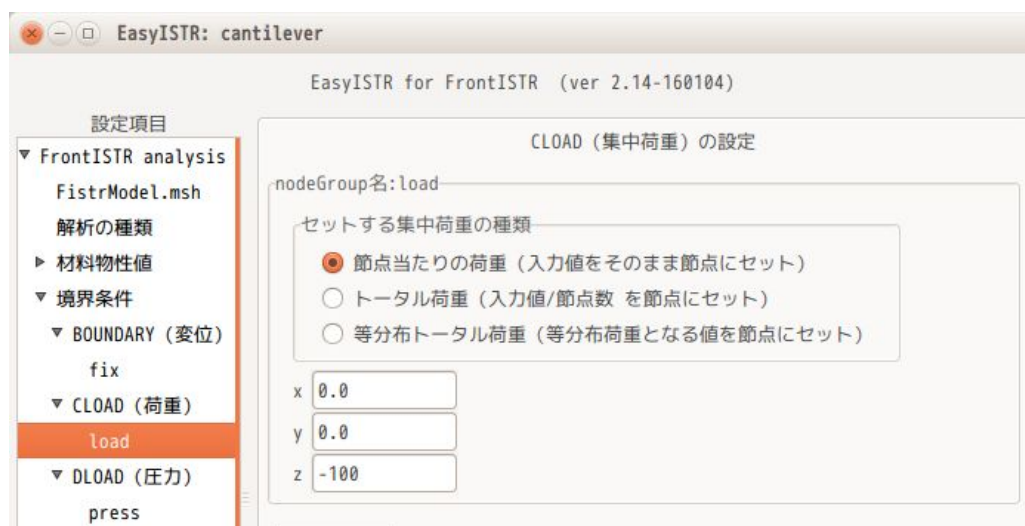 EasyISTR: cantilever
EasyISTR for FrontISTR (ver 2.14-160104)
設定項目
FrontISTR analysis
FistrModel.msh
解析の種類
材料物性値
境界条件
BOUNDARY (変位)
fix
CLOAD (荷重)
load
DLOAD (圧力)
press
CLOAD (集中荷重) の設定
nodeGroup名:load
セットする集中荷重の種類
節点当たりの荷重 (入力値をそのまま節点にセット)
トータル荷重 (入力値/節点数 を節点にセット)
等分布トータル荷重 (等分布荷重となる値を節点にセット)
x 0.0
y 0.0
z -100